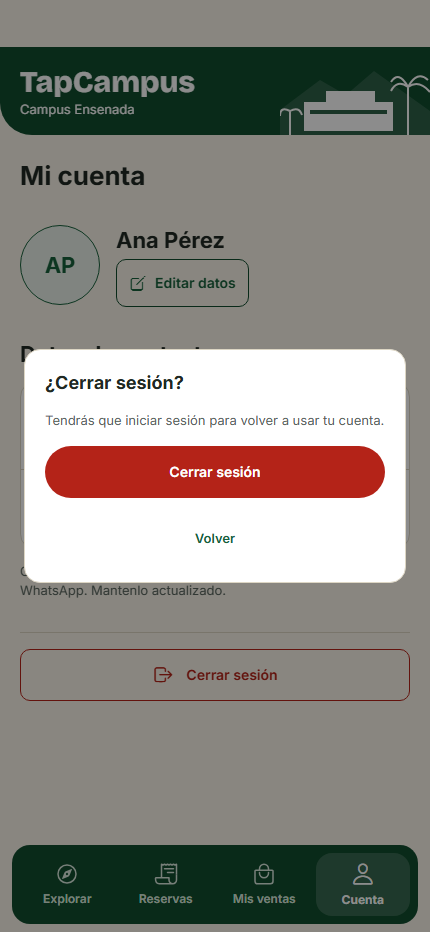 TapCampus
Campus Ensenada
Mi cuenta
AP
Ana Pérez
Editar datos
¿Cerrar sesión?
Tendrás que iniciar sesión para volver a usar tu cuenta.
Cerrar sesión
Volver
WhatsApp. Mantenlo actualizado.
Cerrar sesión
Explorar
Reservas
Mis ventas
Cuenta